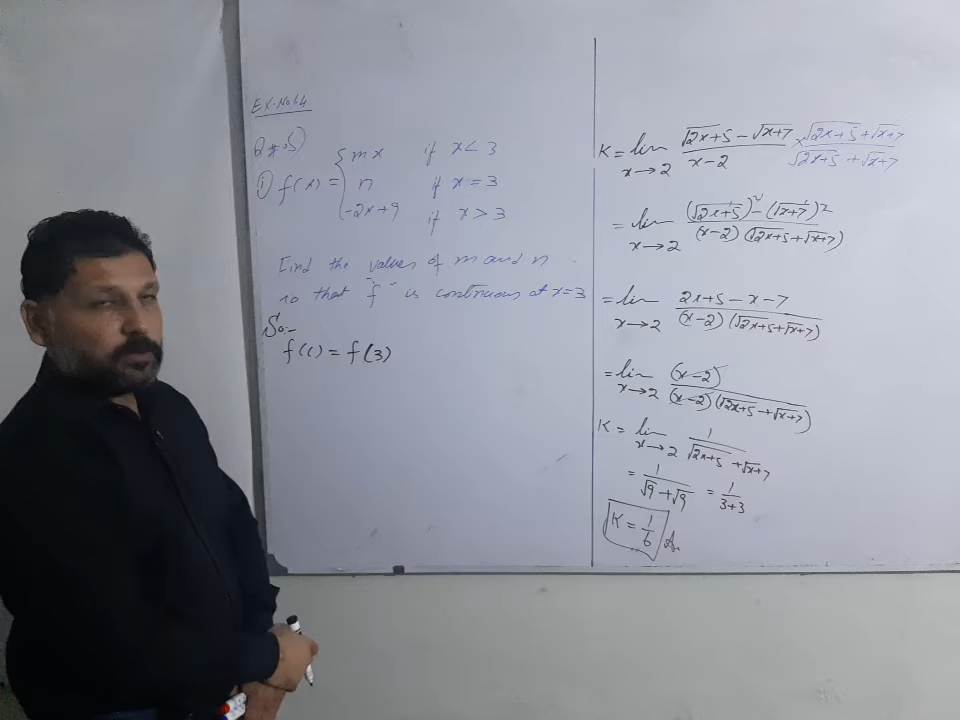 EX.No 1.4
Q#5)
① f(x) = { mx if x < 3
n if x = 3
-2x+9 if x > 3
Find the values of m and n
so that "f" is continuous at x=3
Sol:-
f(c) = f(3)
K = lim x→2 (√2x+5 - √x+7)/(x-2) × (√2x+5 + √x+7)/(√2x+5 + √x+7)
= lim x→2 ((√2x+5)² - (√x+7)²)/((x-2)(√2x+5 + √x+7))
= lim x→2 (2x+5-x-7)/((x-2)(√2x+5 + √x+7))
= lim x→2 (x-2)/((x-2)(√2x+5 + √x+7))
K = lim x→2 1/(√2x+5 + √x+7)
= 1/(√9+√9) = 1/(3+3)
K = 1/6